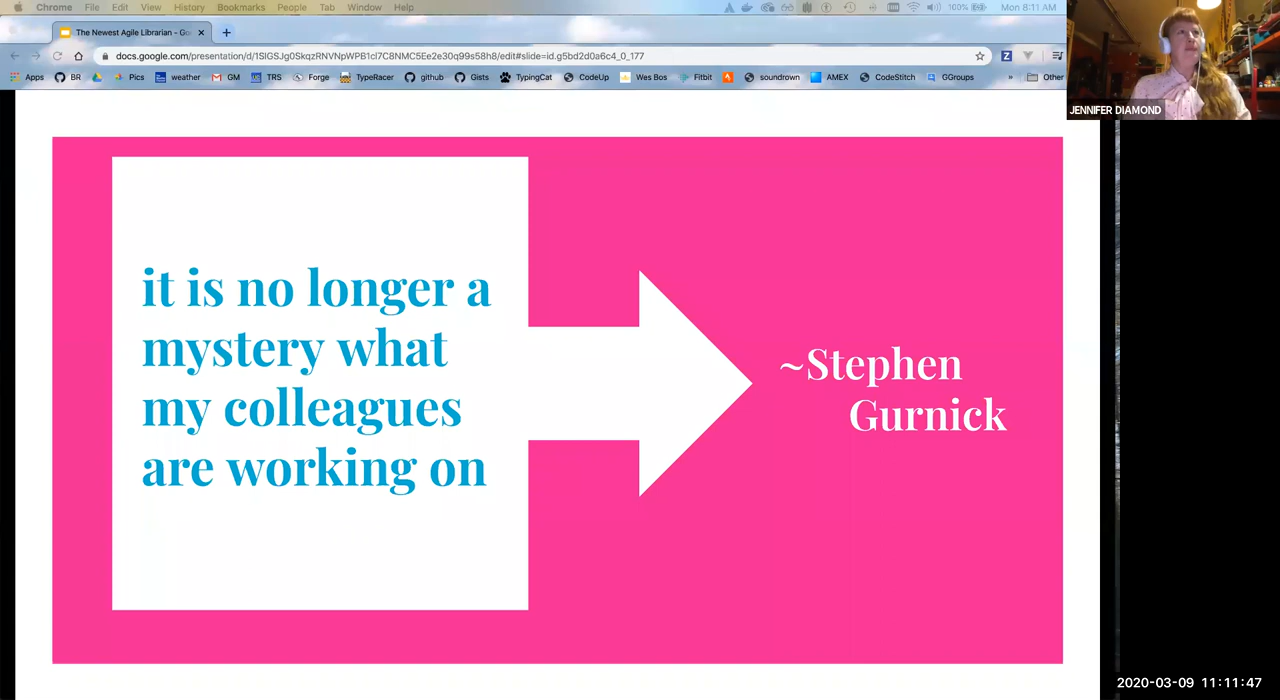 Chrome File Edit View History Bookmarks People Tab Window Help 100% Mon 8:11 AM
The Newest Agile Librarian - Go
docs.google.com/presentation/d/1SlGSJg0SkqzRNVNpWPB1cl7C8NMC5Ee2e30q99s58h8/edit#slide=id.g5bd2d0a6c4_0_177
Apps BR Pics weather GM TRS Forge TypeRacer github Gists TypingCat CodeUp Wes Bos Fitbit soundrown AMEX CodeStitch GGroups » Other
JENNIFER DIAMOND
it is no longer a
mystery what
my colleagues
are working on
~Stephen
Gurnick
2020-03-09 11:11:47